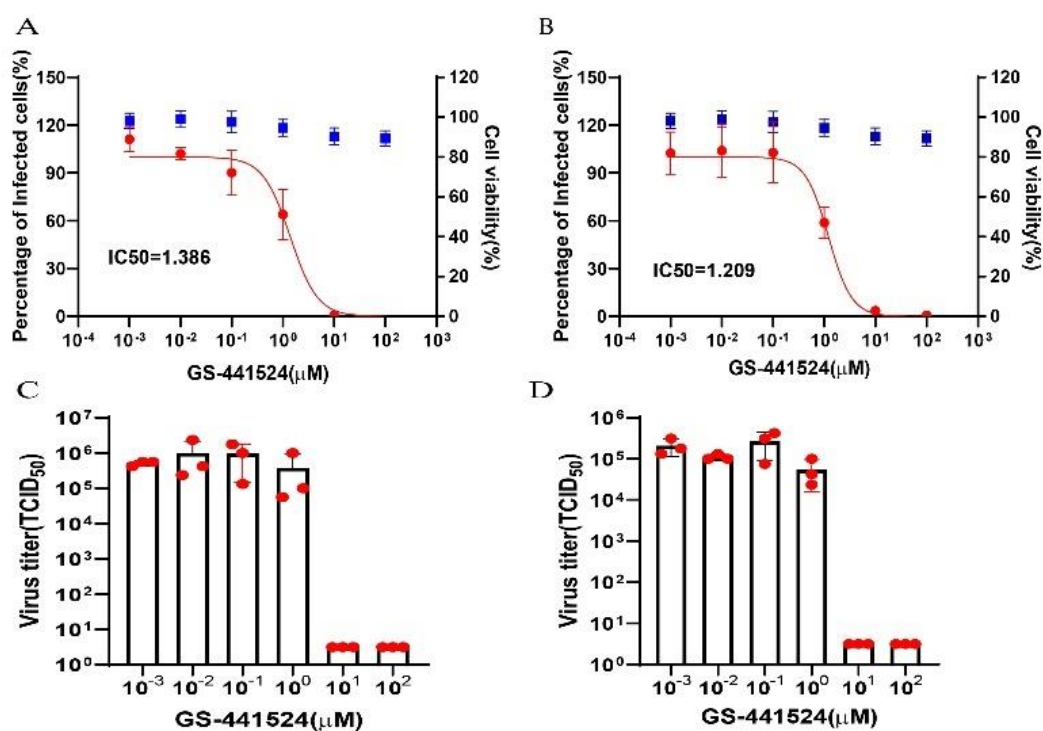 A
Percentage of Infected cells(%)
150
120
90
60
30
0
120
100
80
60
40
20
0
Cell viability(%)
IC50=1.386
10⁻⁴ 10⁻³ 10⁻² 10⁻¹ 10⁰ 10¹ 10² 10³
GS-441524(μM)
B
Percentage of Infected cells(%)
150
120
90
60
30
0
120
100
80
60
40
20
0
Cell viability(%)
IC50=1.209
10⁻⁴ 10⁻³ 10⁻² 10⁻¹ 10⁰ 10¹ 10² 10³
GS-441524(μM)
C
Virus titer(TCID₅₀)
10⁷
10⁶
10⁵
10⁴
10³
10²
10¹
10⁰
10⁻³ 10⁻² 10⁻¹ 10⁰ 10¹ 10²
GS-441524(μM)
D
Virus titer(TCID₅₀)
10⁶
10⁵
10⁴
10³
10²
10¹
10⁰
10⁻³ 10⁻² 10⁻¹ 10⁰ 10¹ 10²
GS-441524(μM)